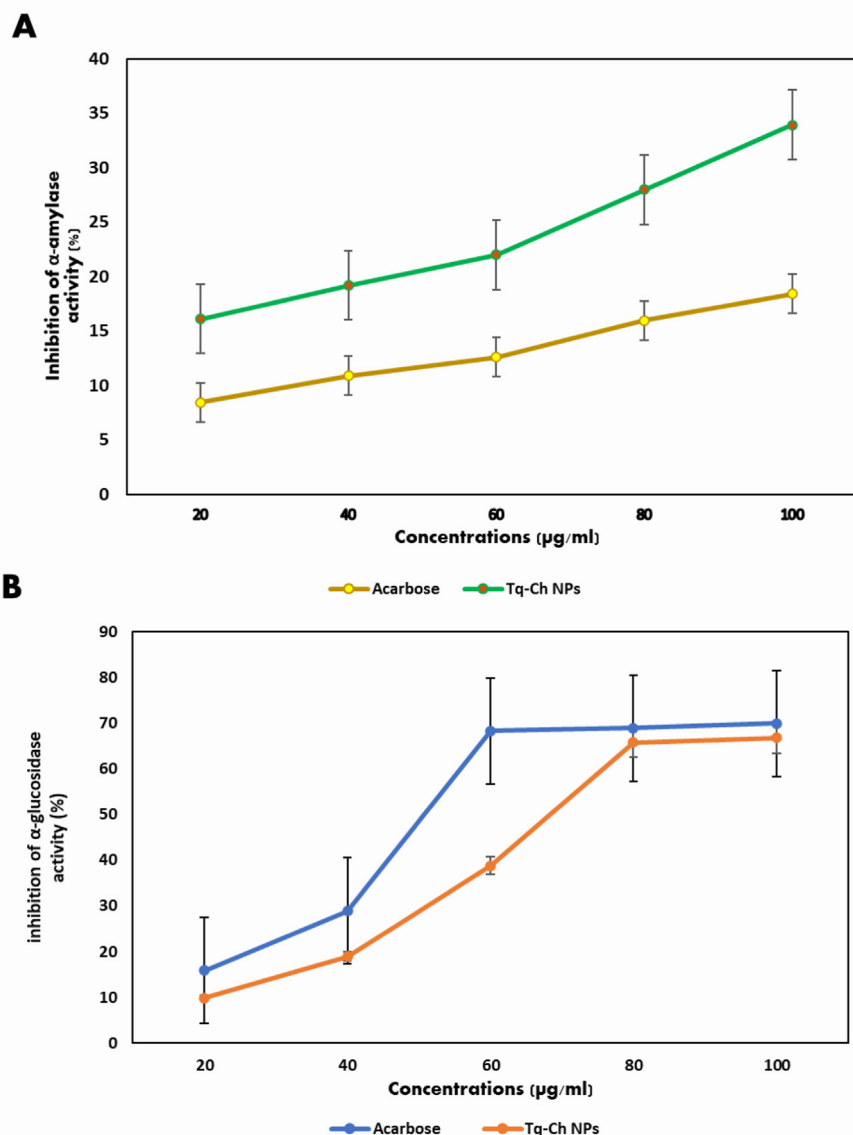 A
40
35
30
25
20
15
10
5
0
Inhibition of α-amylase
activity (%)
20 40 60 80 100
Concentrations (µg/ml)
Acarbose Tq-Ch NPs
B
90
80
70
60
50
40
30
20
10
0
inhibition of α-glucosidase
activity (%)
20 40 60 80 100
Concentrations (µg/ml)
Acarbose Tq-Ch NPs